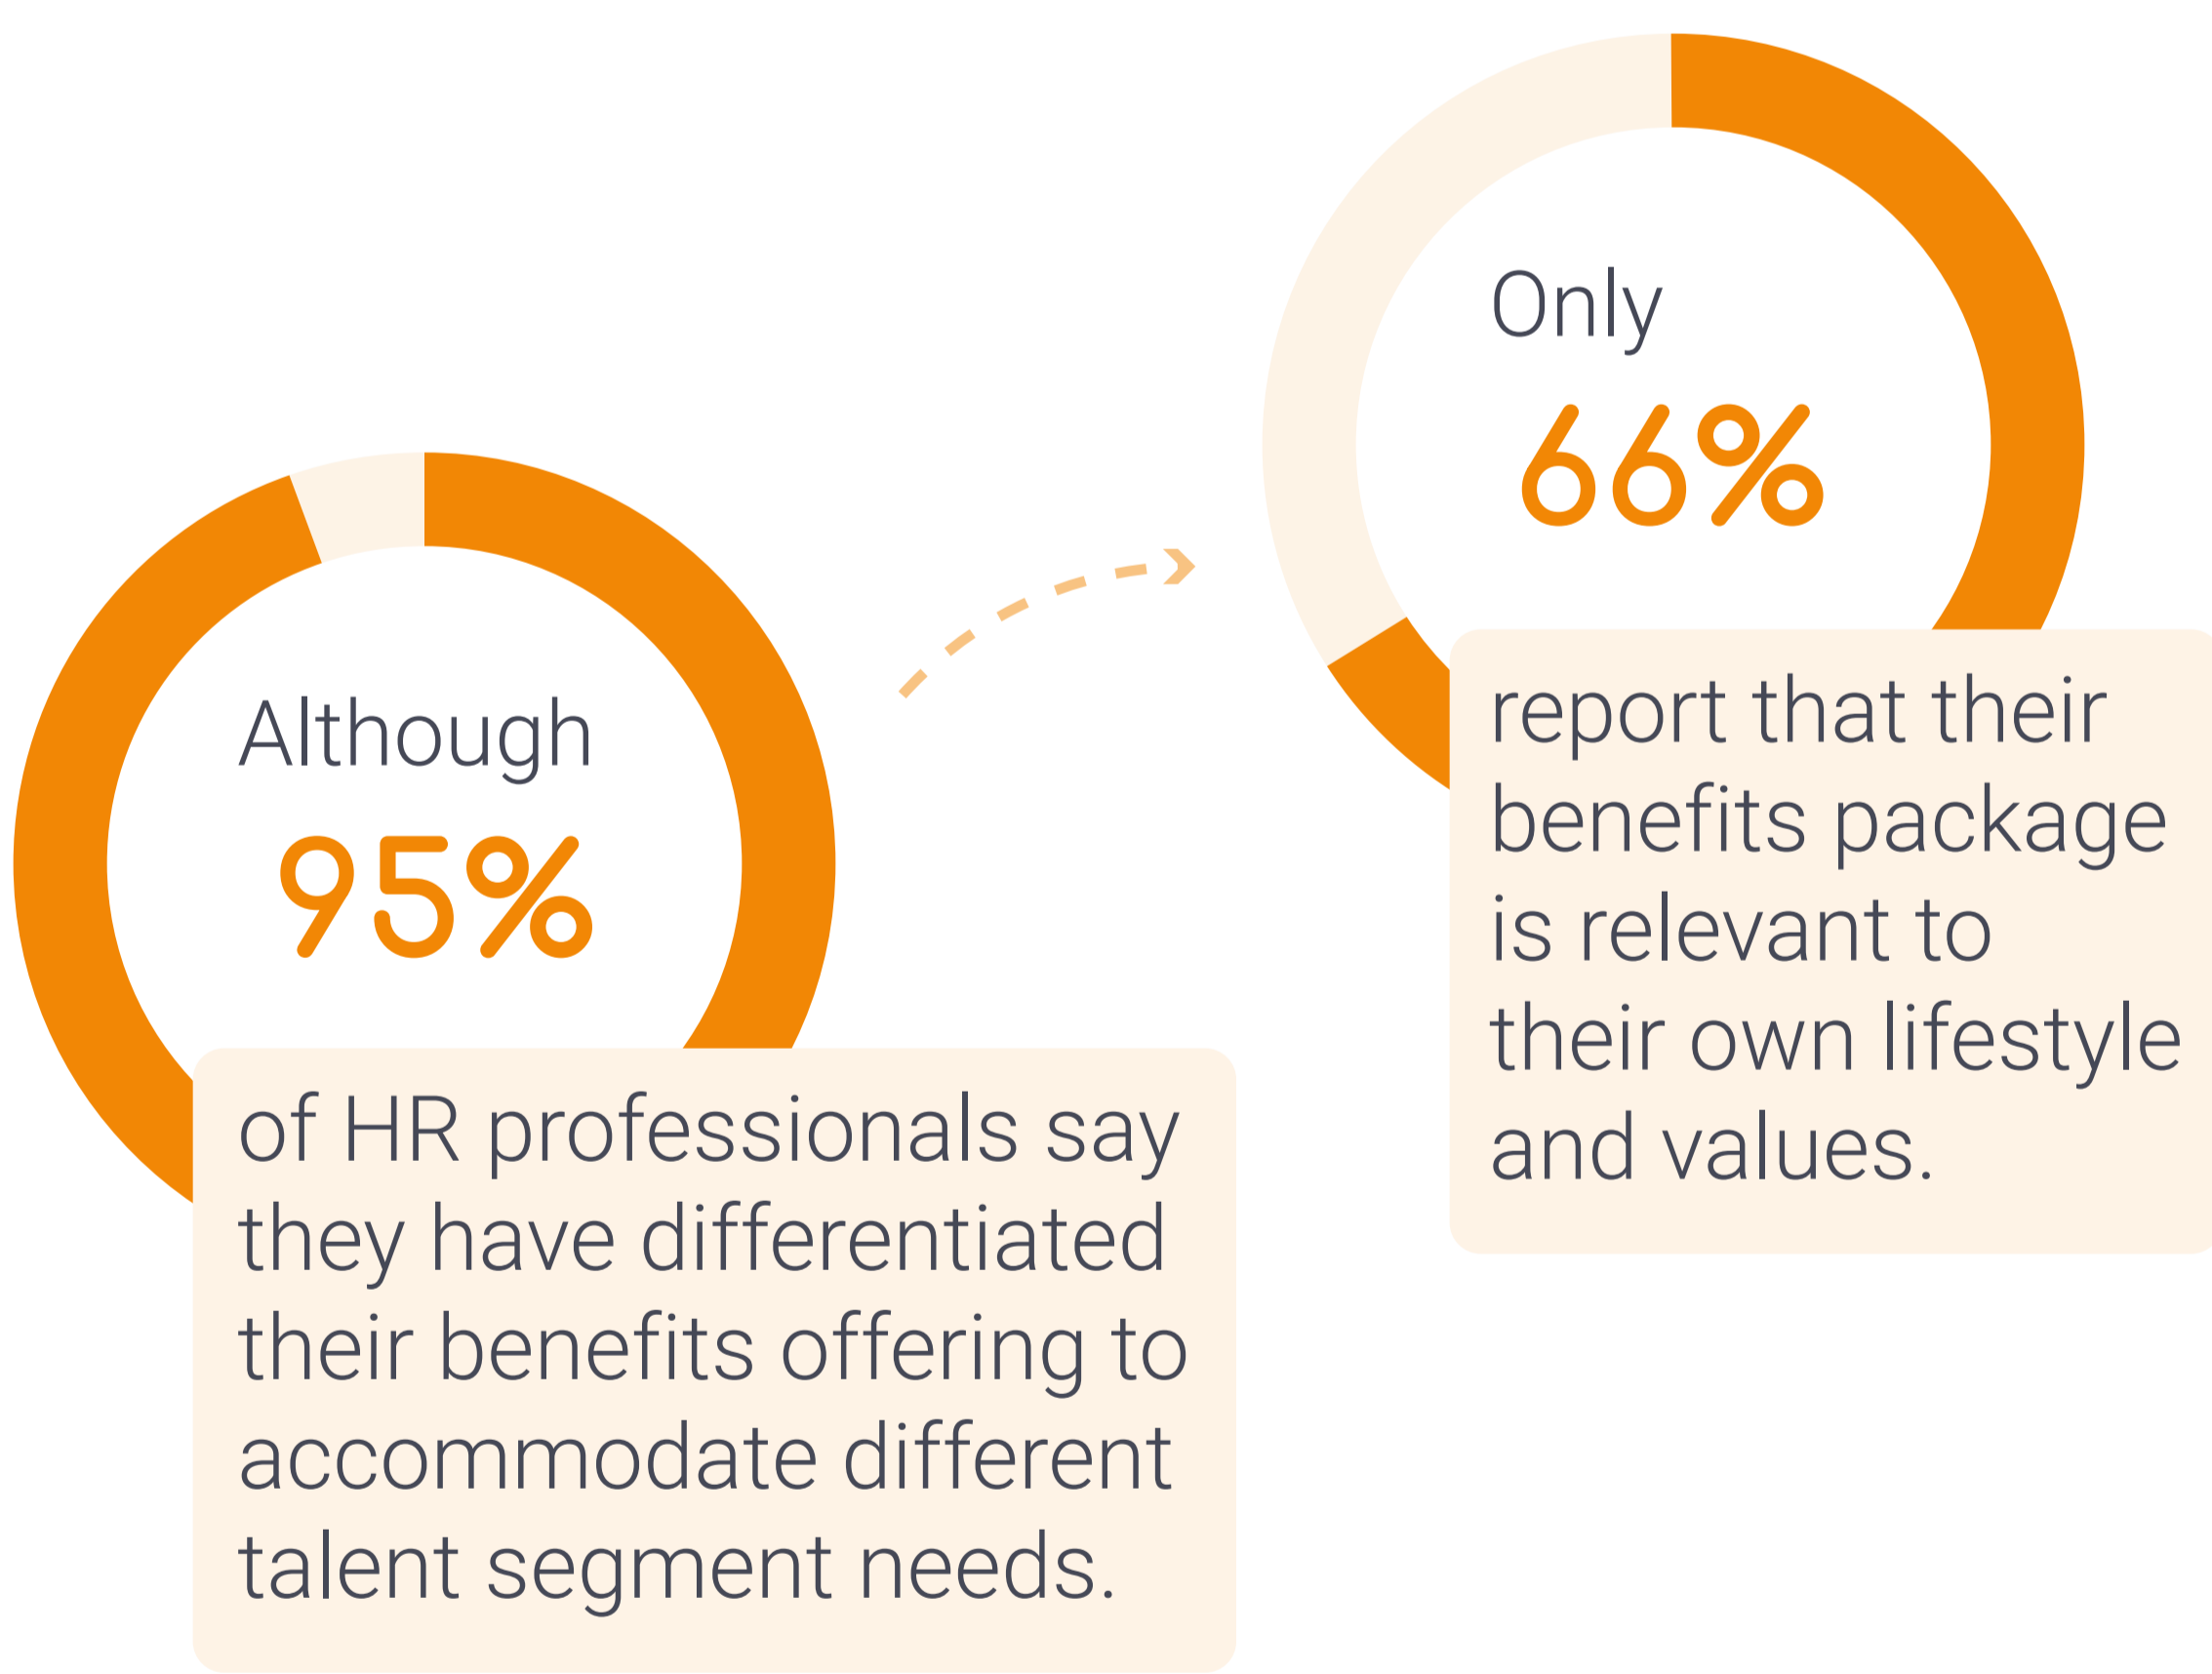 Although
95%
of HR professionals say
they have differentiated
their benefits offering to
accommodate different
talent segment needs.
Only
66%
report that their
benefits package
is relevant to
their own lifestyle
and values.